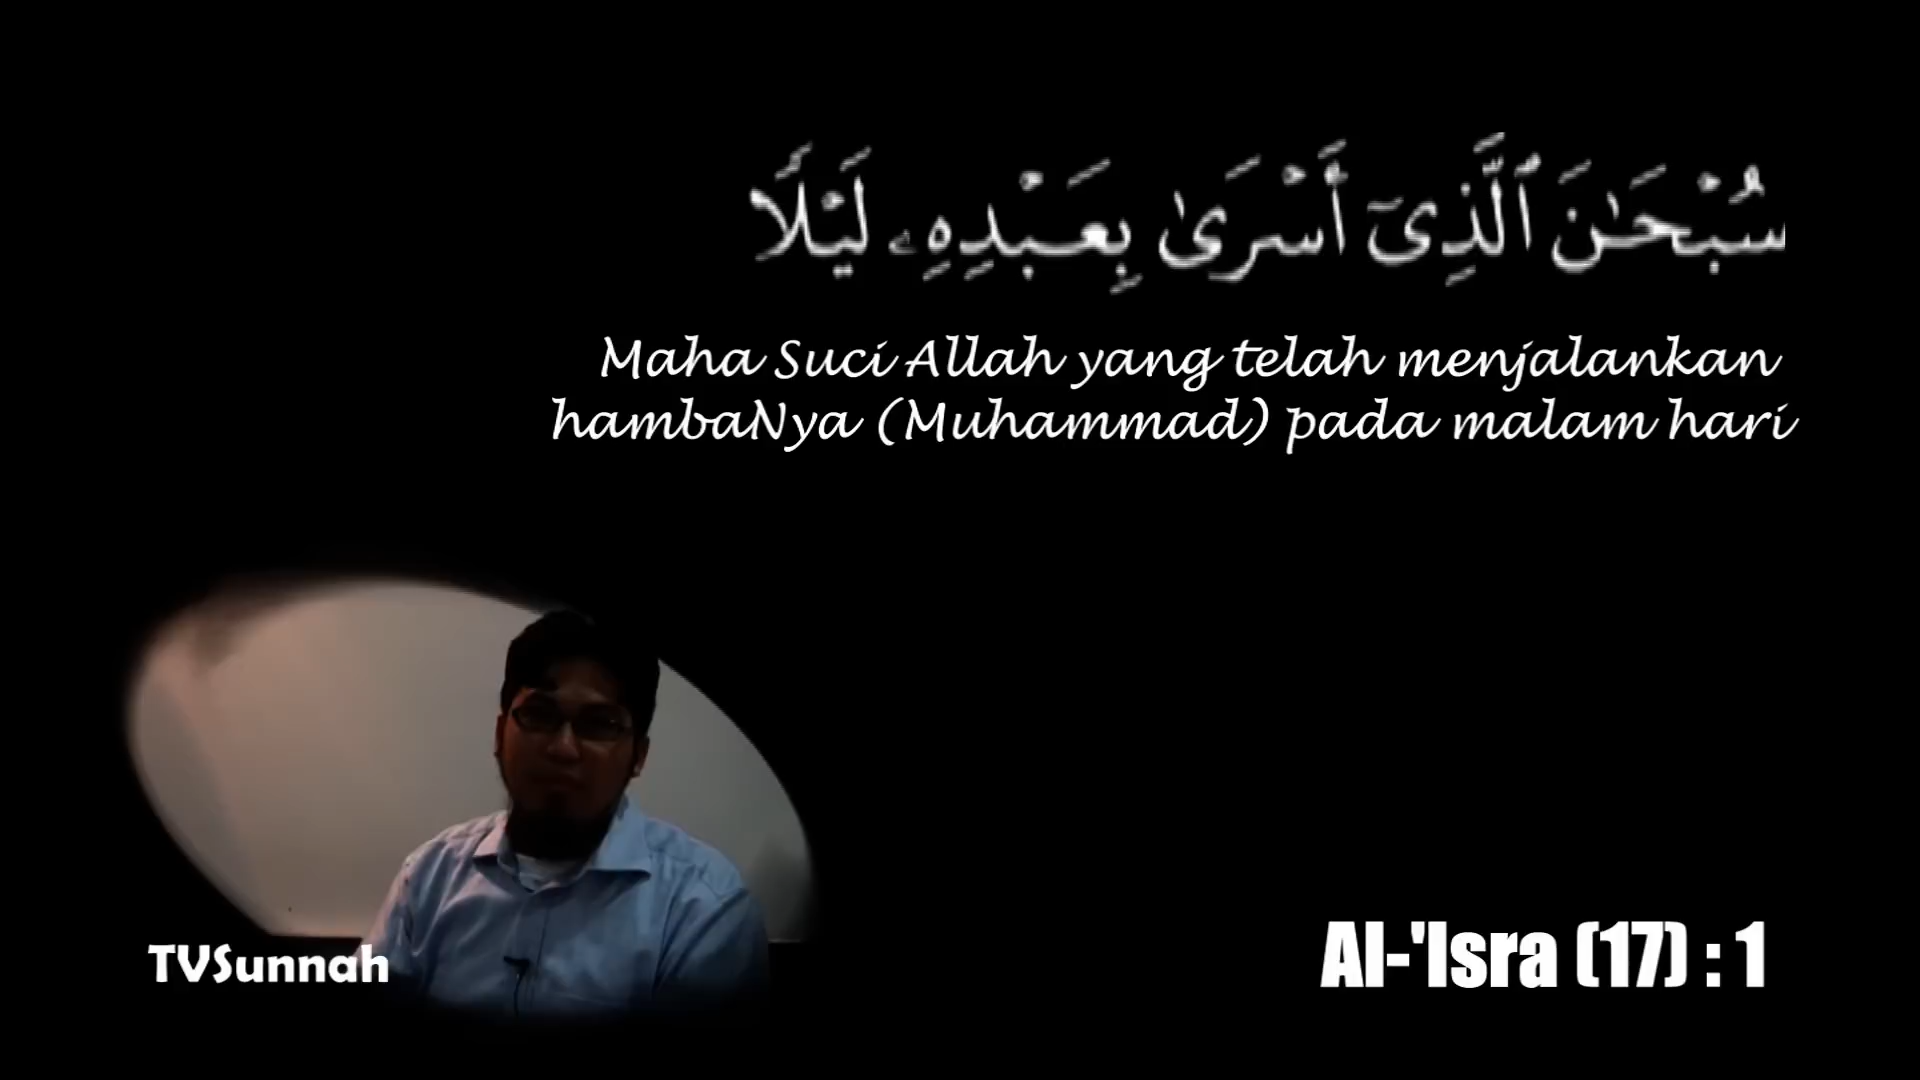 سُبْحَـٰنَ ٱلَّذِىٓ أَسْرَىٰ بِعَبْدِهِۦ لَيْلًا
Maha Suci Allah yang telah menjalankan
hambaNya (Muhammad) pada malam hari
TVSunnah
Al-'Isra (17) : 1